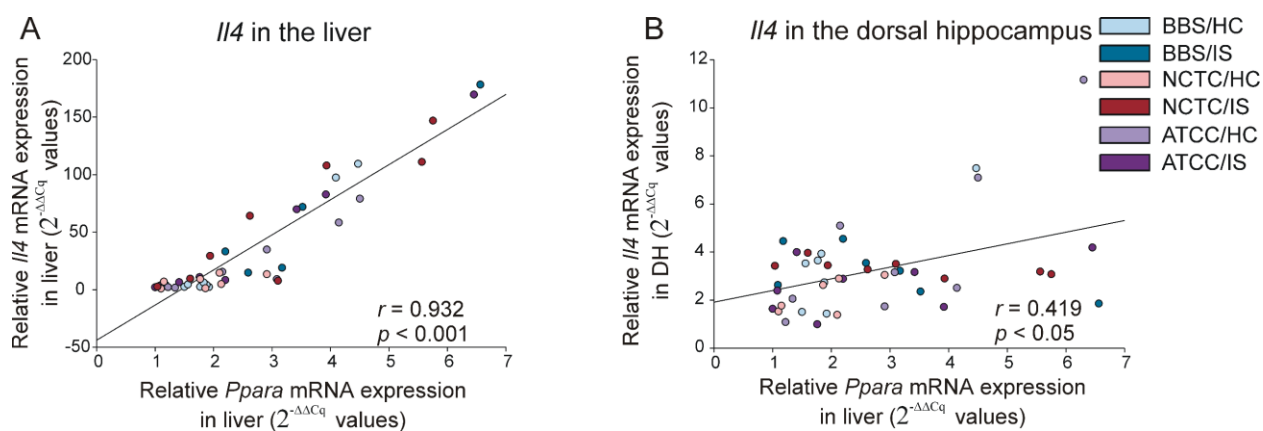 A
Il4 in the liver
Relative Il4 mRNA expression
in liver (2^-ΔΔCq values)
200
150
100
50
0
-50
0 1 2 3 4 5 6 7
r = 0.932
p < 0.001
Relative Ppara mRNA expression
in liver (2^-ΔΔCq values)
B
Il4 in the dorsal hippocampus
Relative Il4 mRNA expression
in DH (2^-ΔΔCq values)
12
10
8
6
4
2
0
0 1 2 3 4 5 6 7
r = 0.419
p < 0.05
Relative Ppara mRNA expression
in liver (2^-ΔΔCq values)
BBS/HC
BBS/IS
NCTC/HC
NCTC/IS
ATCC/HC
ATCC/IS